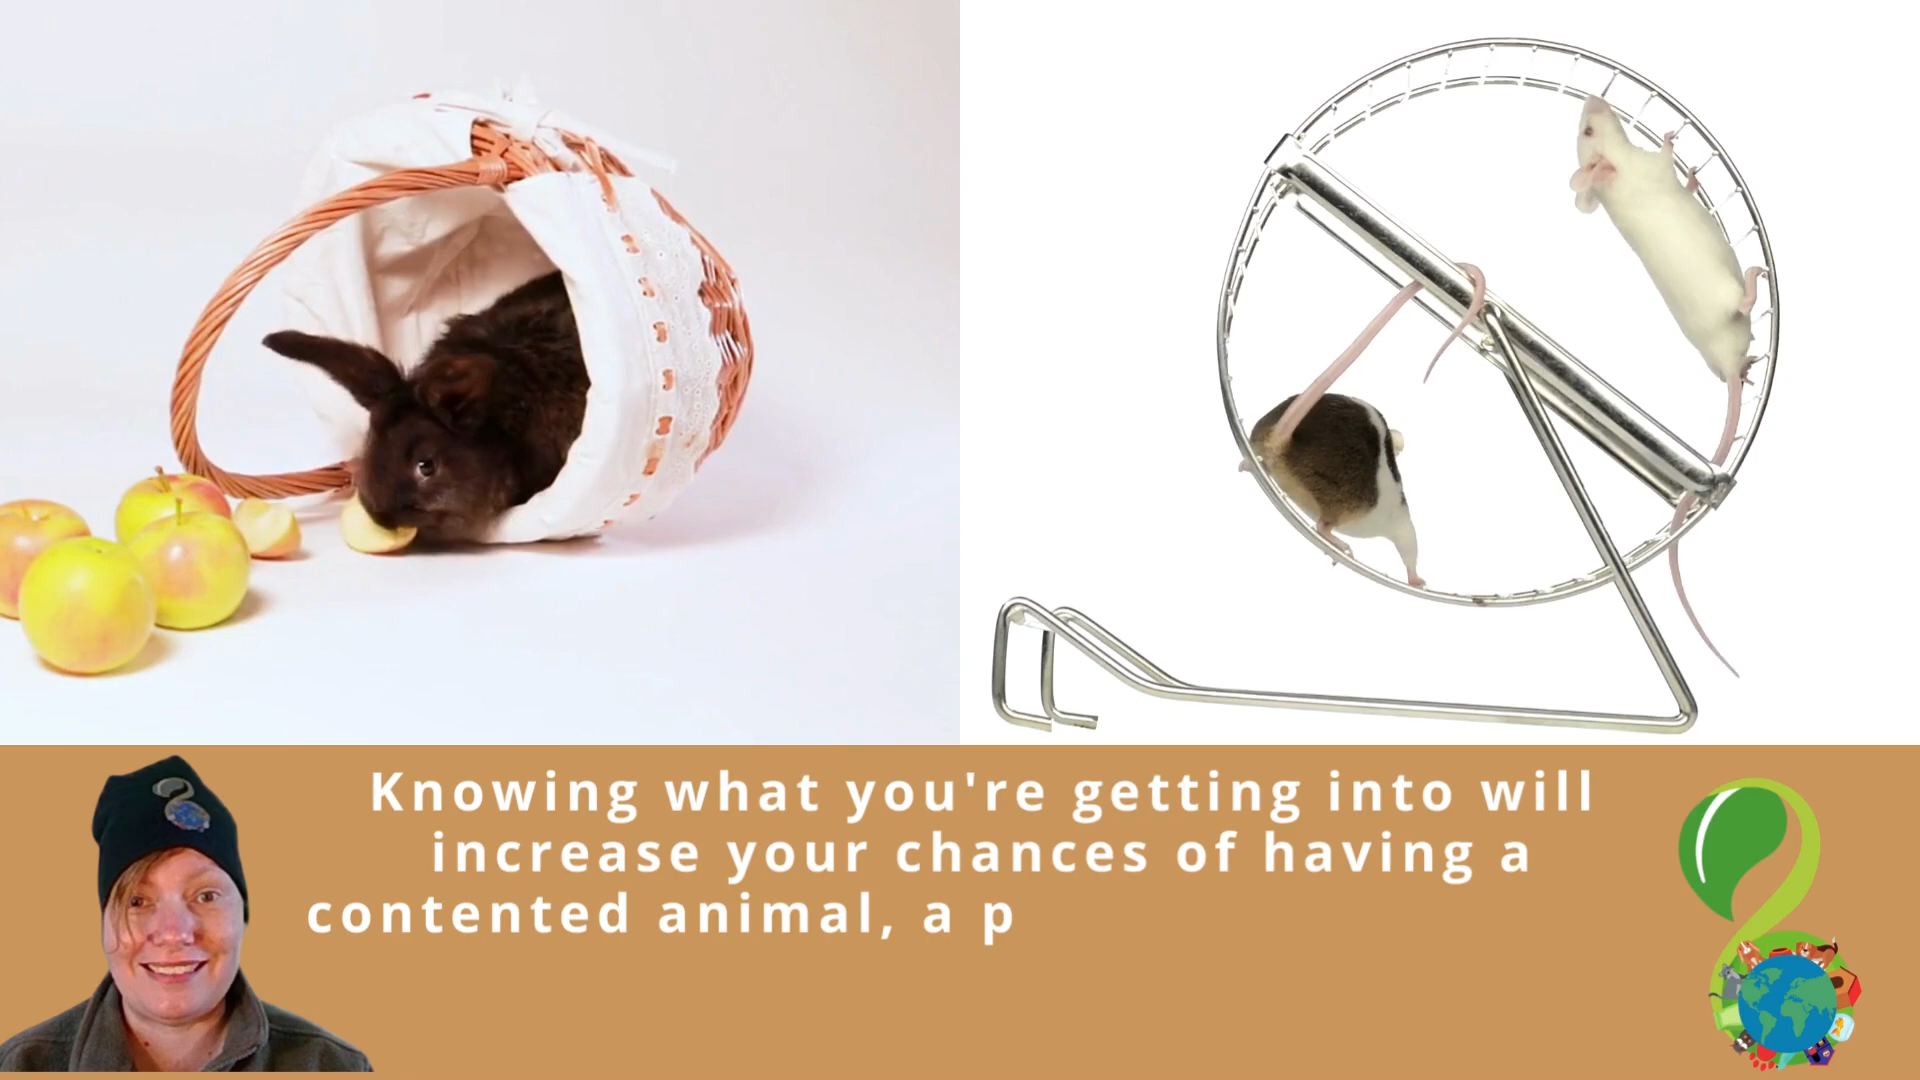 Knowing what you're getting into will
increase your chances of having a
contented animal, a p